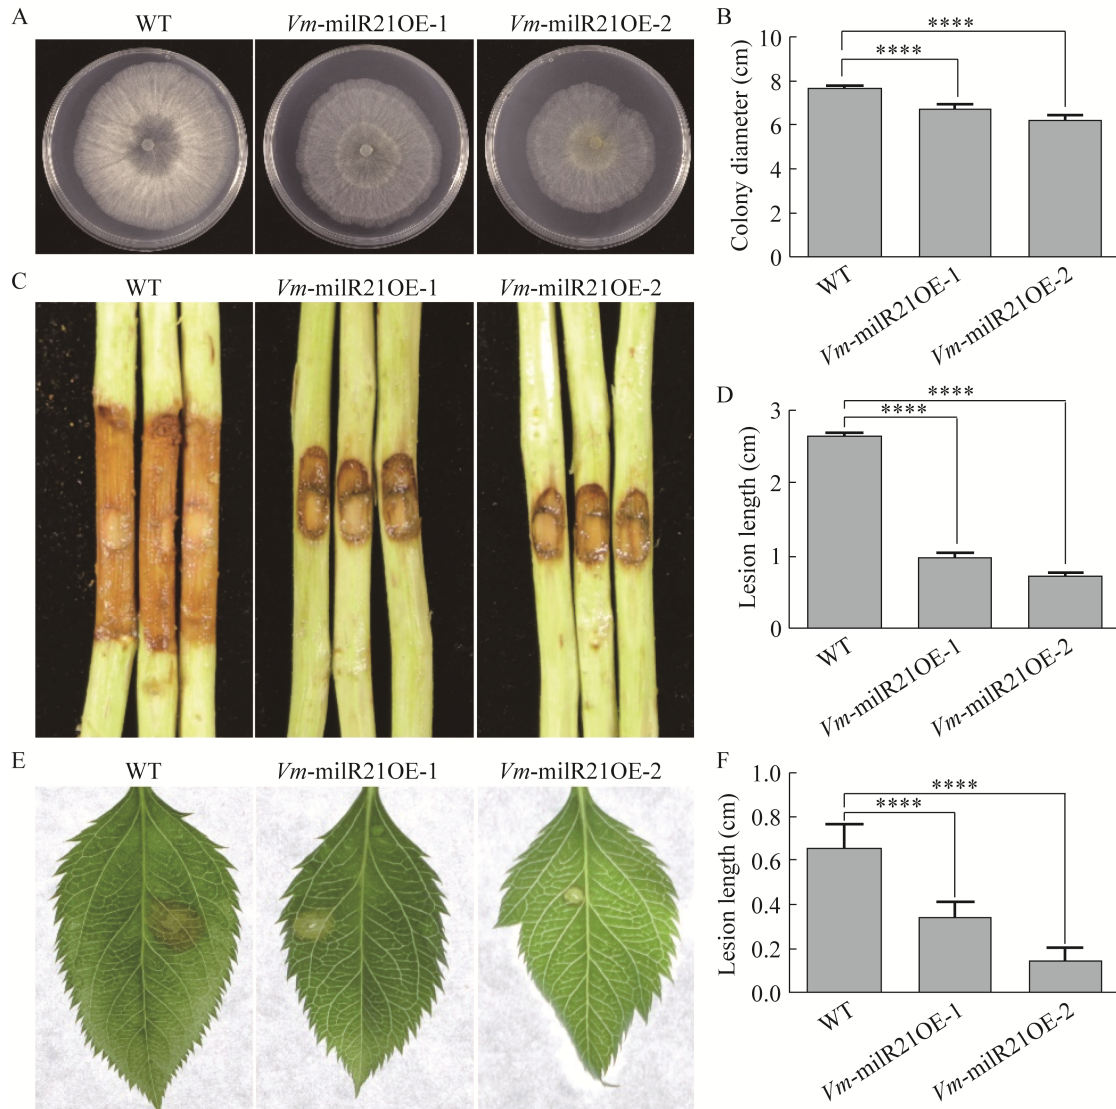 A
WT
Vm-milR21OE-1
Vm-milR21OE-2
B
****
****
Colony diameter (cm)
10
8
6
4
2
0
WT
Vm-milR21OE-1
Vm-milR21OE-2
C
WT
Vm-milR21OE-1
Vm-milR21OE-2
D
****
****
Lesion length (cm)
3
2
1
0
WT
Vm-milR21OE-1
Vm-milR21OE-2
E
WT
Vm-milR21OE-1
Vm-milR21OE-2
F
****
****
Lesion length (cm)
1.0
0.8
0.6
0.4
0.2
0.0
WT
Vm-milR21OE-1
Vm-milR21OE-2